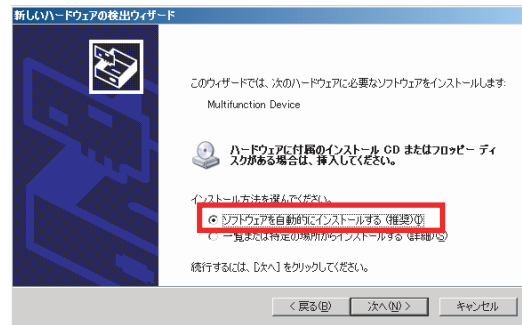 新しいハードウェアの検出ウィザード
このウィザードでは、次のハードウェアに必要なソフトウェアをインストールします:
Multifunction Device
ハードウェアに付属のインストール CD またはフロッピー ディ
スクがある場合は、挿入してください。
インストール方法を選んでください。
ソフトウェアを自動的にインストールする (推奨)(I)
一覧または特定の場所からインストールする (詳細)(S)
続行するには、[次へ] をクリックしてください。
< 戻る(B)
次へ(N) >
キャンセル